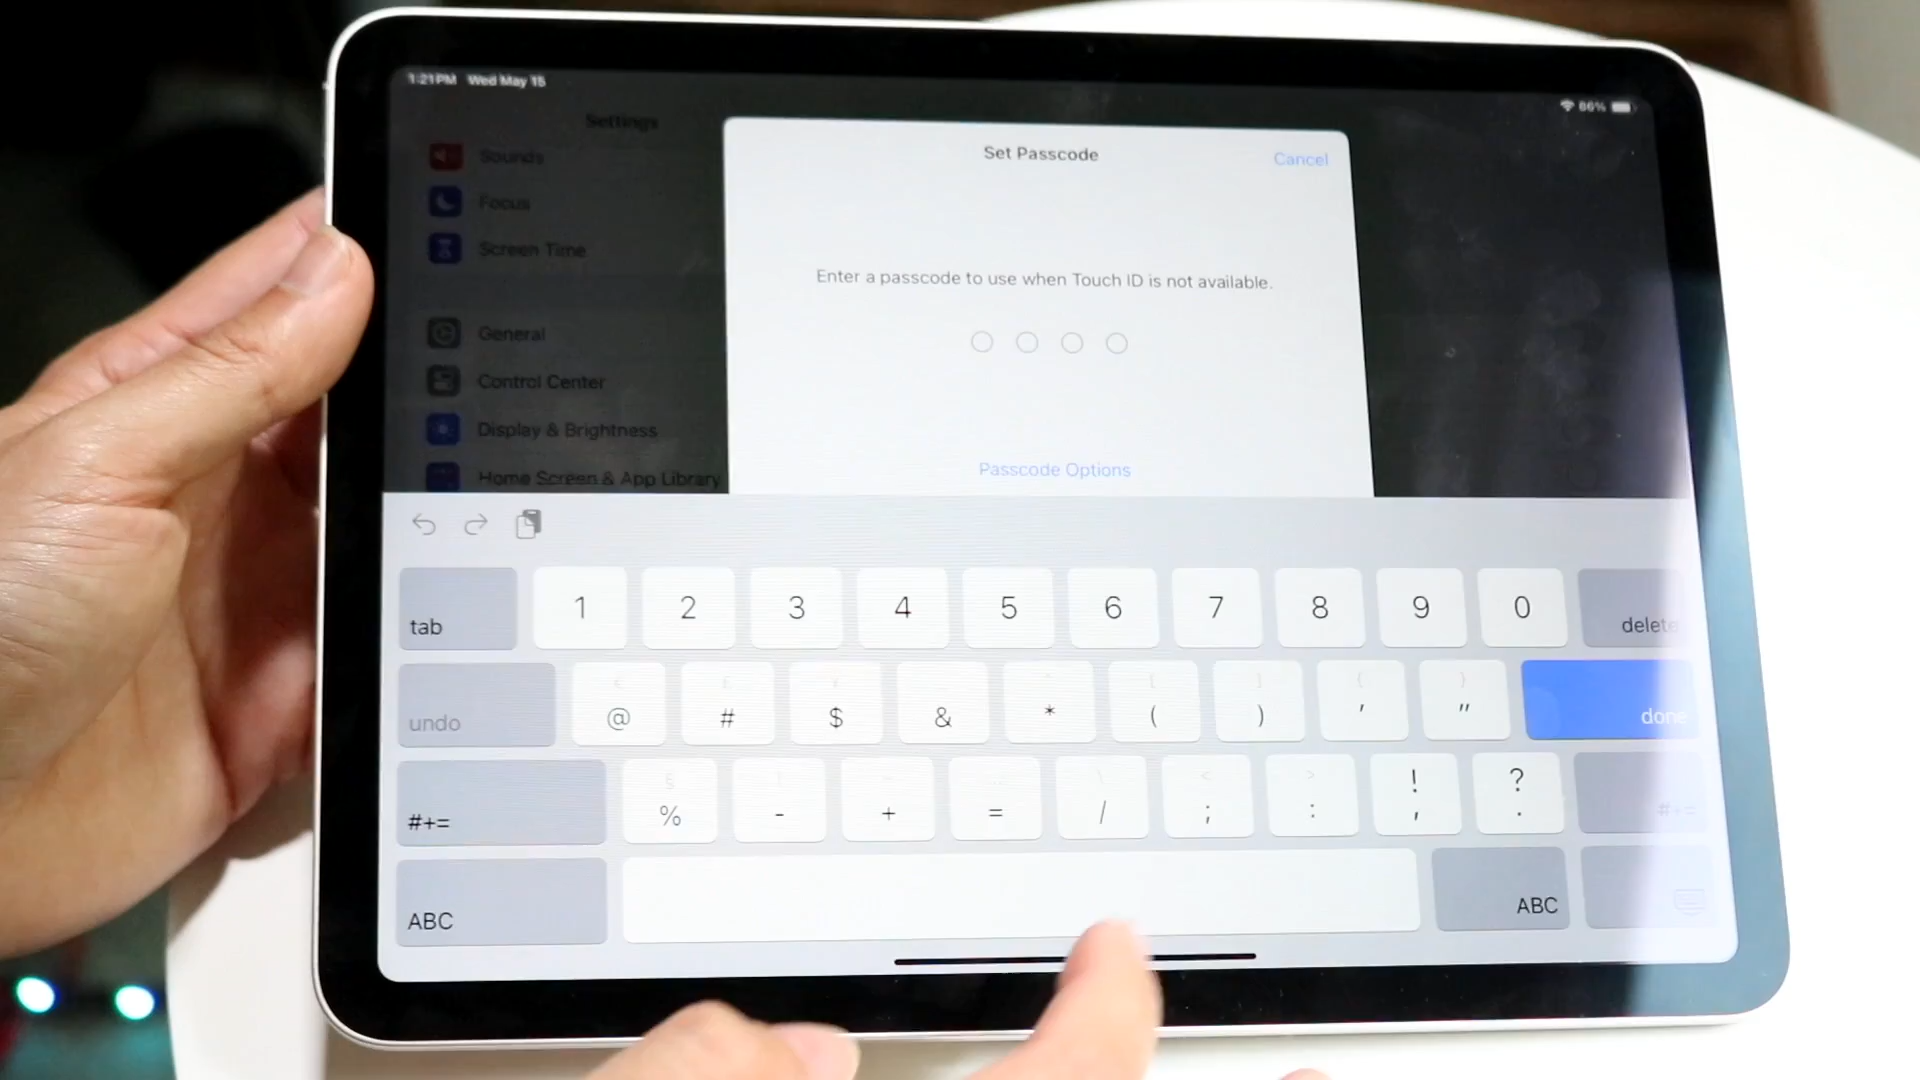 1:21 PM Wed May 15
86%
Settings
Sounds
Focus
Screen Time
General
Control Center
Display & Brightness
Home Screen & App Library
Set Passcode
Cancel
Enter a passcode to use when Touch ID is not available.
Passcode Options
tab 1 2 3 4 5 6 7 8 9 0 delete
undo @ # $ & * ( ) ' " done
#+= % - + = / ; : ! , ? . #+=
ABC ABC